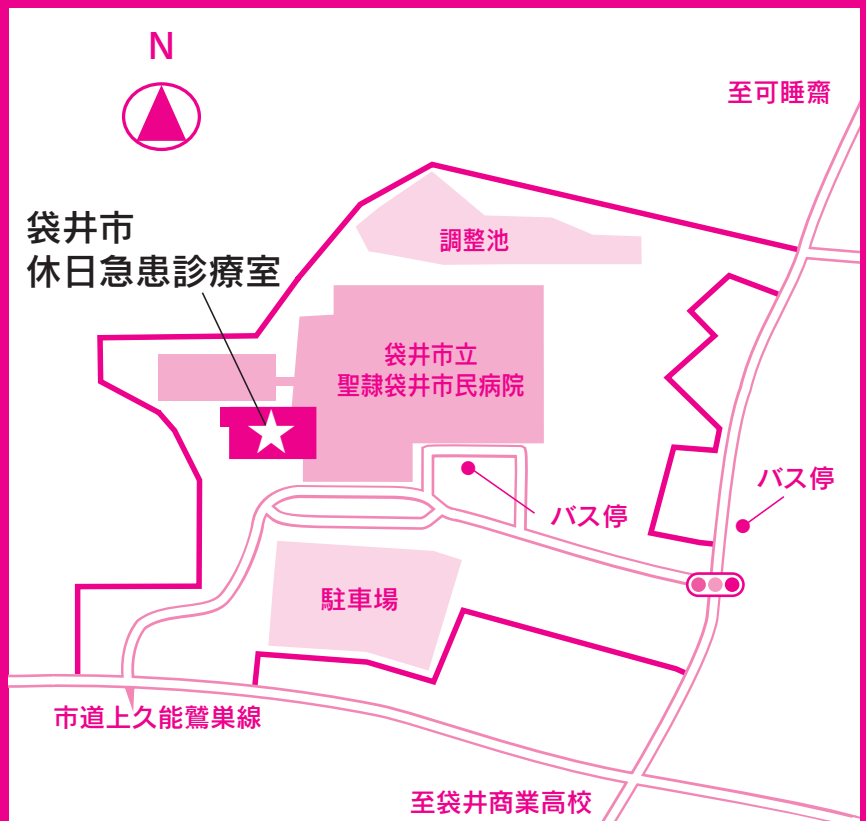 N
至可睡齋
袋井市
休日急患診療室
調整池
袋井市立
聖隷袋井市民病院
バス停
バス停
駐車場
市道上久能鷲巣線
至袋井商業高校